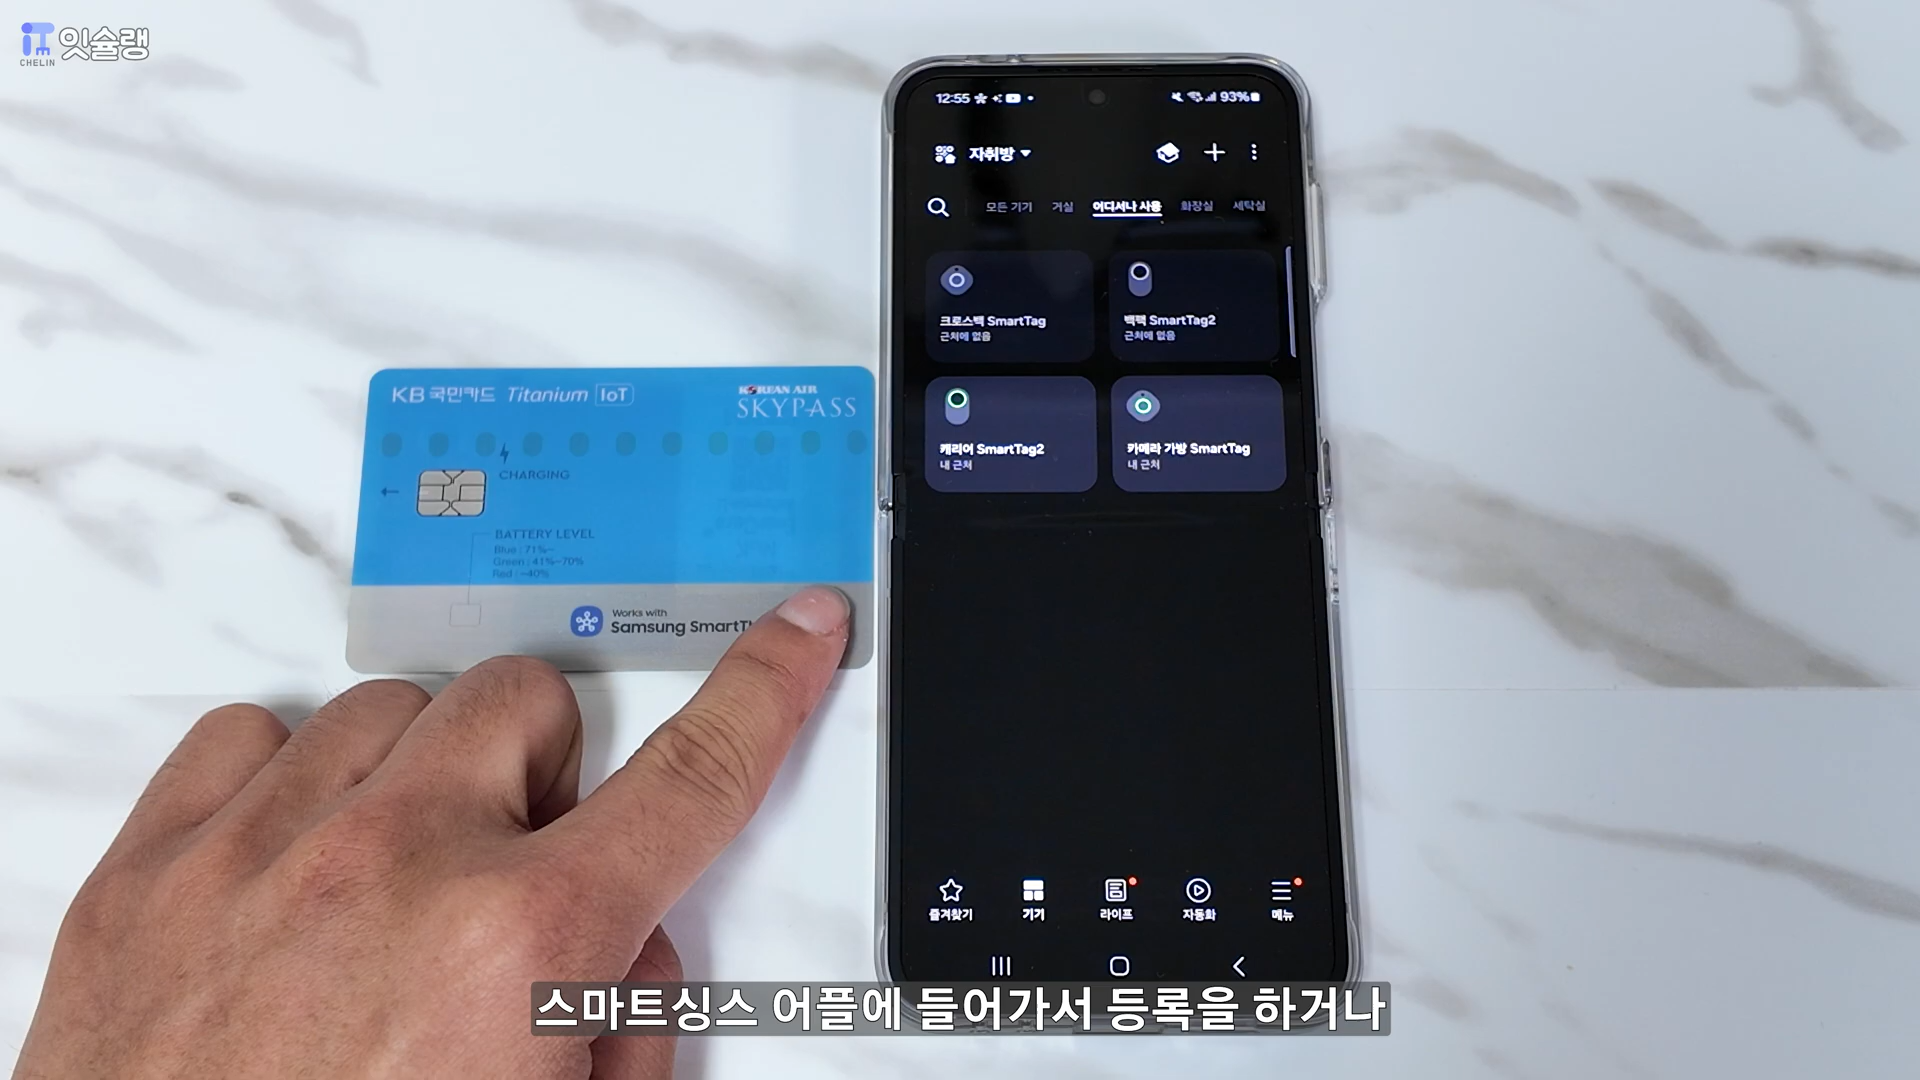 iT
CHELIN
잇슐랭
12:55
93%
자취방
모든 기기 거실 어디서나 사용 화장실 세탁실
크로스백 SmartTag
근처에 없음
백팩 SmartTag2
근처에 없음
캐리어 SmartTag2
내 근처
카메라 가방 SmartTag
내 근처
즐겨찾기 기기 라이프 자동화 메뉴
KB 국민카드 Titanium IoT
KOREAN AIR
SKYPASS
CHARGING
BATTERY LEVEL
Blue : 71%~
Green : 41%~70%
Red : ~40%
Works with
Samsung SmartTh
스마트싱스 어플에 들어가서 등록을 하거나